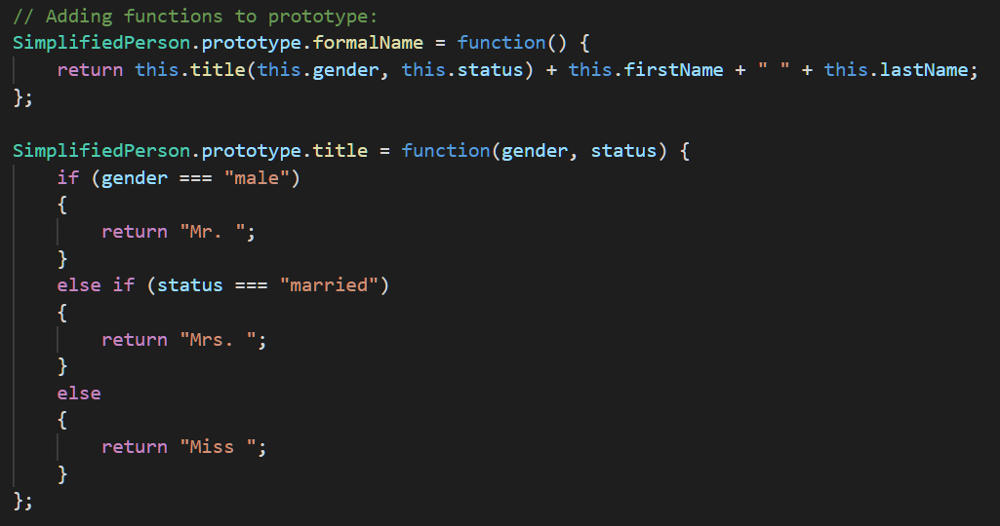 // Adding functions to prototype:
SimplifiedPerson.prototype.formalName = function() {
    return this.title(this.gender, this.status) + this.firstName + " " + this.lastName;
};

SimplifiedPerson.prototype.title = function(gender, status) {
    if (gender === "male")
    {
        return "Mr. ";
    }
    else if (status === "married")
    {
        return "Mrs. ";
    }
    else
    {
        return "Miss ";
    }
};